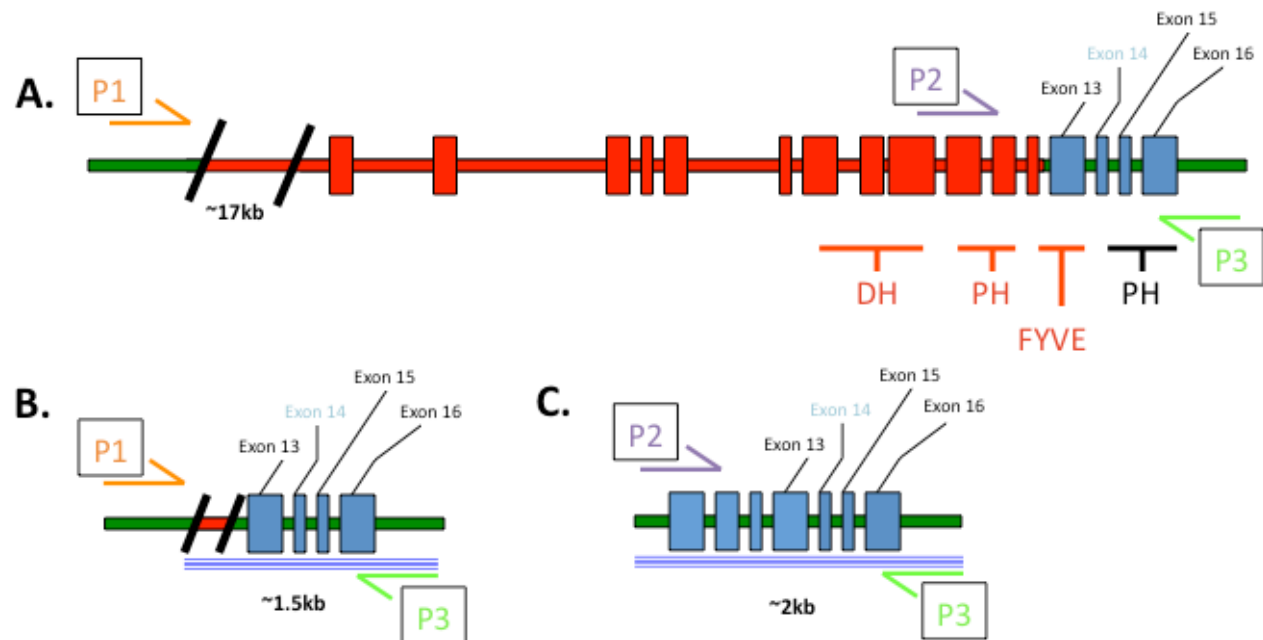 A.
P1
~17kb
P2
Exon 13
Exon 14
Exon 15
Exon 16
P3
DH
PH
FYVE
PH
B.
P1
Exon 13
Exon 14
Exon 15
Exon 16
~1.5kb
P3
C.
P2
Exon 13
Exon 14
Exon 15
Exon 16
~2kb
P3